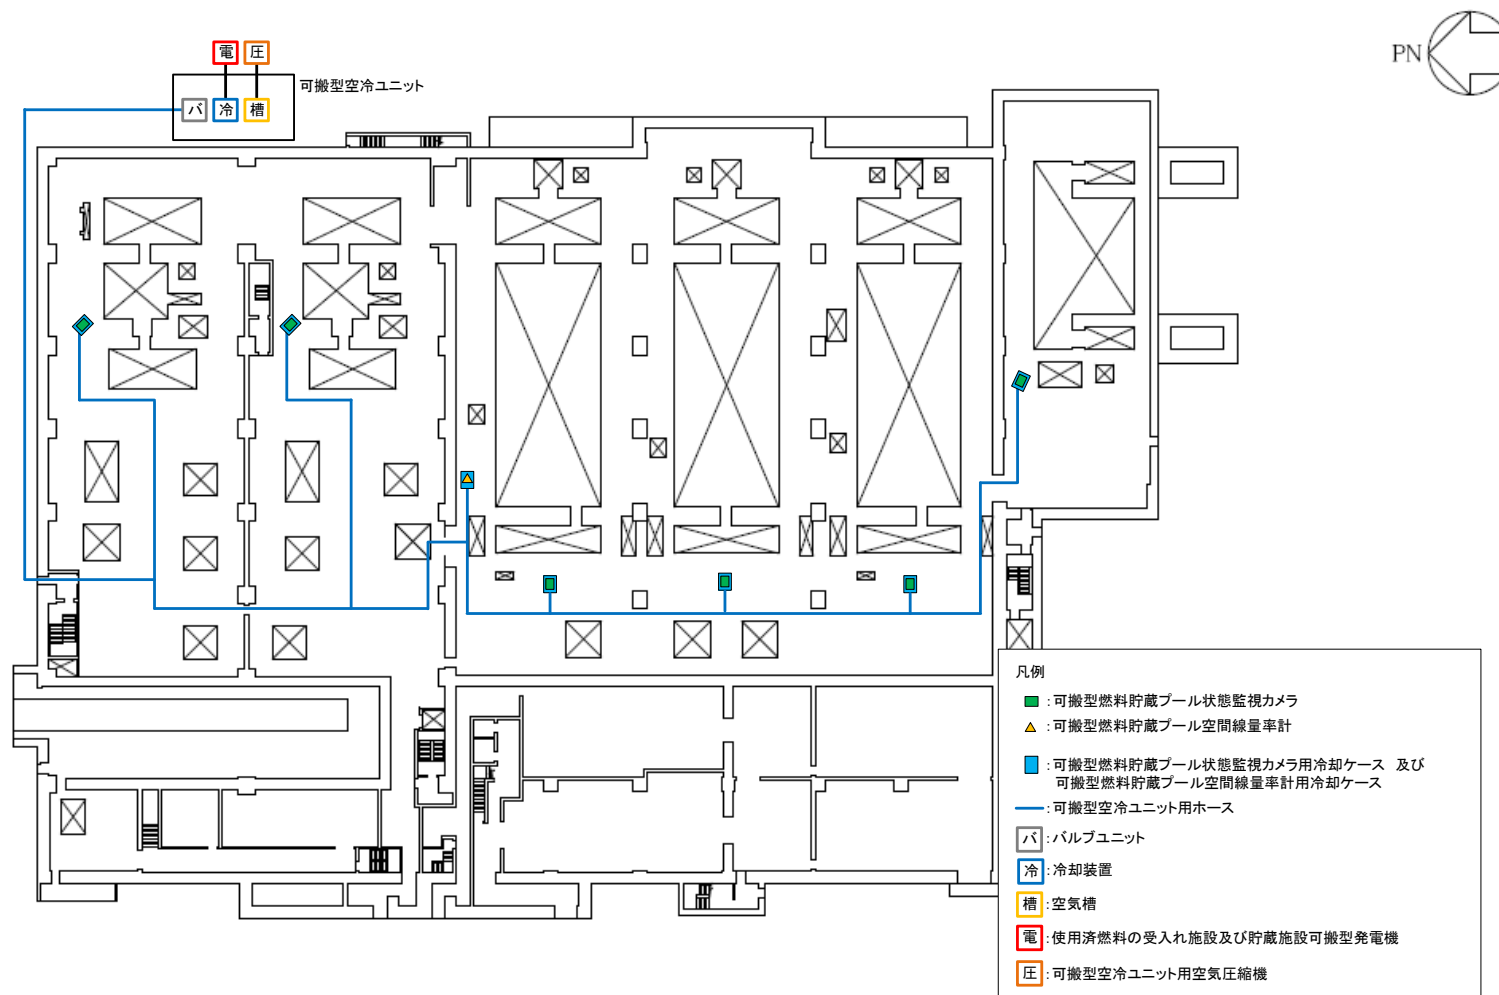 電 圧
可搬型空冷ユニット
バ 冷 槽
PN
凡例
:可搬型燃料貯蔵プール状態監視カメラ
:可搬型燃料貯蔵プール空間線量率計
:可搬型燃料貯蔵プール状態監視カメラ用冷却ケース 及び
可搬型燃料貯蔵プール空間線量率計用冷却ケース
:可搬型空冷ユニット用ホース
バ :バルブユニット
冷 :冷却装置
槽 :空気槽
電 :使用済燃料の受入れ施設及び貯蔵施設可搬型発電機
圧 :可搬型空冷ユニット用空気圧縮機